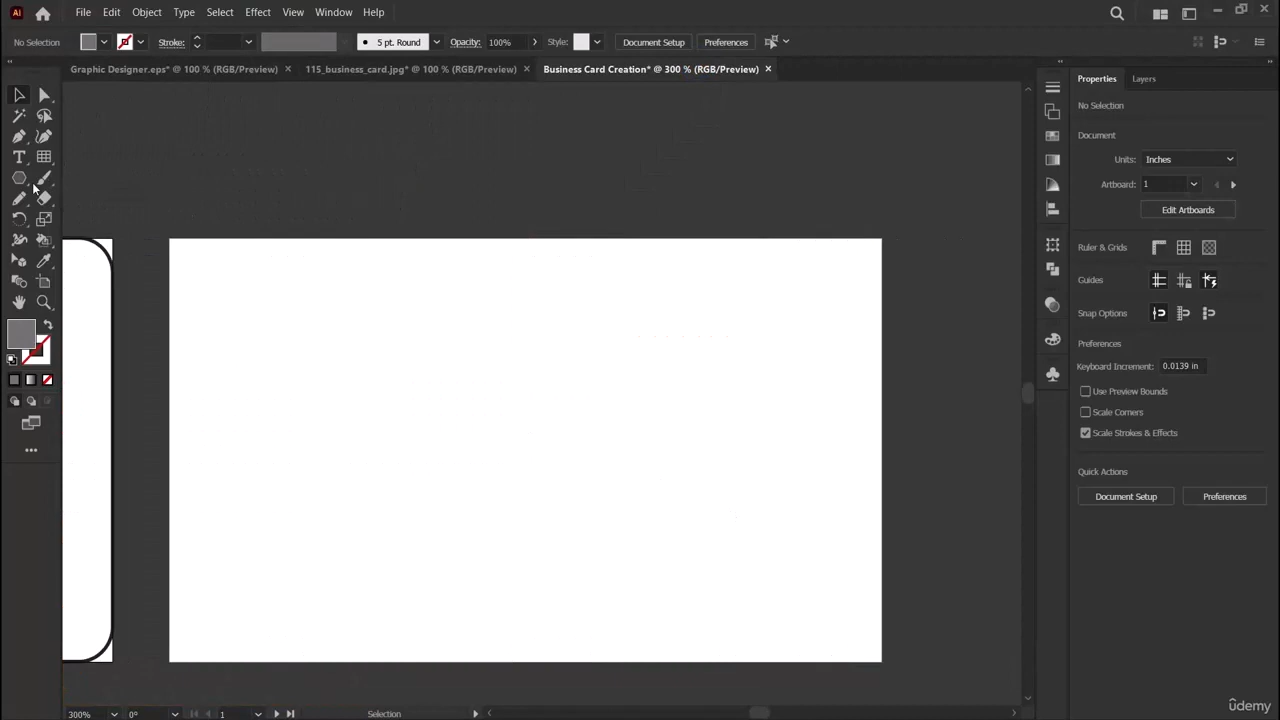 Ai File Edit Object Type Select Effect View Window Help
No Selection Stroke: 5 pt. Round Opacity: 100% Style: Document Setup Preferences
Graphic Designer.eps* @ 100 % (RGB/Preview) × 115_business_card.jpg* @ 100 % (RGB/Preview) × Business Card Creation* @ 300 % (RGB/Preview) ×
Properties Layers
No Selection
Document
Units: Inches
Artboard: 1
Edit Artboards
Ruler & Grids
Guides
Snap Options
Preferences
Keyboard Increment: 0.0139 in
Use Preview Bounds
Scale Corners
Scale Strokes & Effects
Quick Actions
Document Setup Preferences
300% 0° 1 Selection
udemy